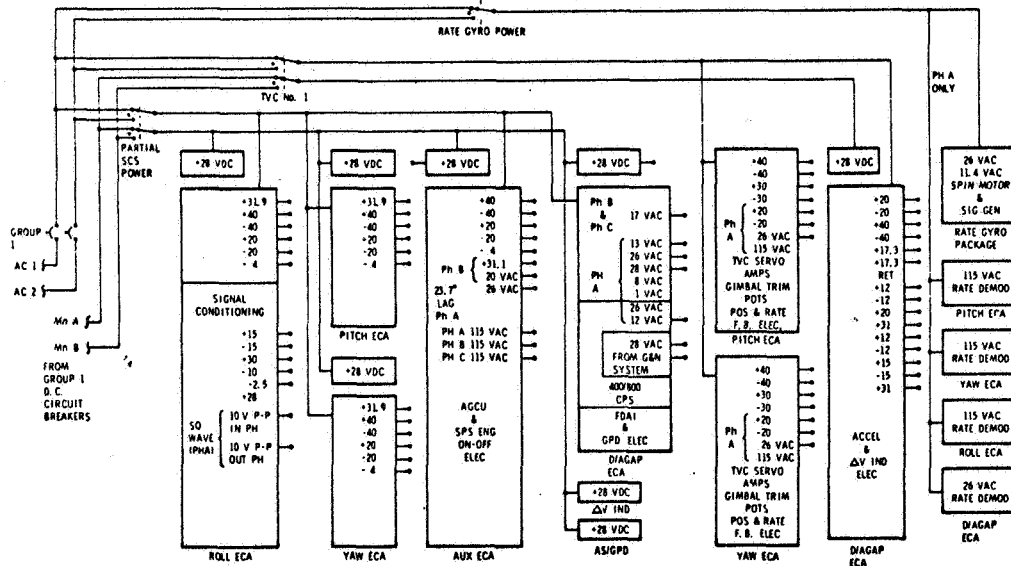 RATE GYRO POWER
TVC No. 1
PARTIAL
SCS
POWER
GROUP
1
AC 1
AC 2
Mn A
Mn B
FROM
GROUP 1
D. C.
CIRCUIT
BREAKERS
+28 VDC
+31.9
+40
-40
+20
-20
- 4
SIGNAL
CONDITIONING
+15
-15
+30
-10
-2.5
+28
SQ
WAVE
(PHA)
10 V P-P
IN PH
10 V P-P
OUT PH
ROLL ECA
+28 VDC
+31.9
+40
-40
+20
-20
- 4
PITCH ECA
+28 VDC
+31.9
+40
-40
+20
-20
- 4
YAW ECA
+28 VDC
+40
-40
+20
-20
- 4
Ph B
+31.1
20 VAC
26 VAC
25.7°
LAG
Ph A
PH A 115 VAC
PH B 115 VAC
PH C 115 VAC
AGCU
&
SPS ENG
ON-OFF
ELEC
AUX ECA
+28 VDC
Ph B
&
Ph C
17 VAC
PH
A
13 VAC
26 VAC
28 VAC
8 VAC
1 VAC
26 VAC
12 VAC
28 VAC
FROM G&N
SYSTEM
400/800
CPS
FDAI
&
GPD ELEC
D/AGAP
ECA
+28 VDC
ΔV IND
+28 VDC
AS/GPD
+40
-40
+30
-30
Ph
A
+20
-20
26 VAC
115 VAC
TVC SERVO
AMPS
GIMBAL TRIM
POTS
POS & RATE
F. B. ELEC,
PITCH ECA
+40
-40
+30
-30
Ph
A
+20
-20
26 VAC
115 VAC
TVC SERVO
AMPS
GIMBAL TRIM
POTS
POS & RATE
F. B. ELEC
YAW ECA
+28 VDC
+20
-20
+40
-40
+17.3
+17.3
RET
+12
-12
+20
+31
+12
-12
+15
-15
+31
ACCEL
&
ΔV IND
ELEC
D/AGAP
ECA
PH A
ONLY
26 VAC
11.4 VAC
SPIN MOTOR
&
SIG GEN
RATE GYRO
PACKAGE
115 VAC
RATE DEMOD
PITCH ECA
115 VAC
RATE DEMOD
YAW ECA
115 VAC
RATE DEMOD
ROLL ECA
26 VAC
RATE DEMOD
D/AGAP
ECA